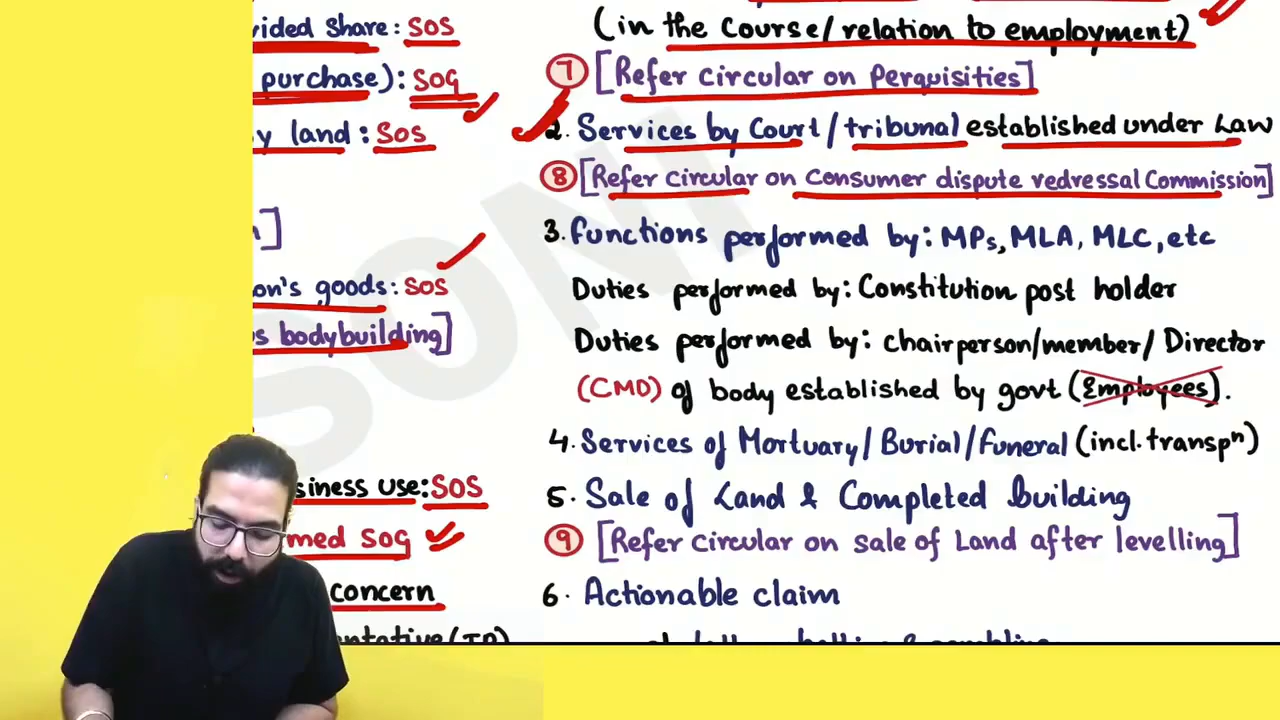 vided Share: SOS
purchase): SOG
y land: SOS
n]
on's goods: SOS
s bodybuilding]
siness use: SOS
med SOG
concern
(in the Course/relation to employment)
7 [Refer circular on Perquisities]
2. Services by Court/tribunal established under Law
8 [Refer circular on Consumer dispute redressal Commission]
3. Functions performed by: MPs, MLA, MLC, etc
Duties performed by: Constitution post holder
Duties performed by: chairperson/member/Director
(CMD) of body established by govt (Employees).
4. Services of Mortuary/Burial/Funeral (incl. transpⁿ)
5. Sale of Land & Completed building
9 [Refer circular on sale of Land after levelling]
6. Actionable claim
SONI